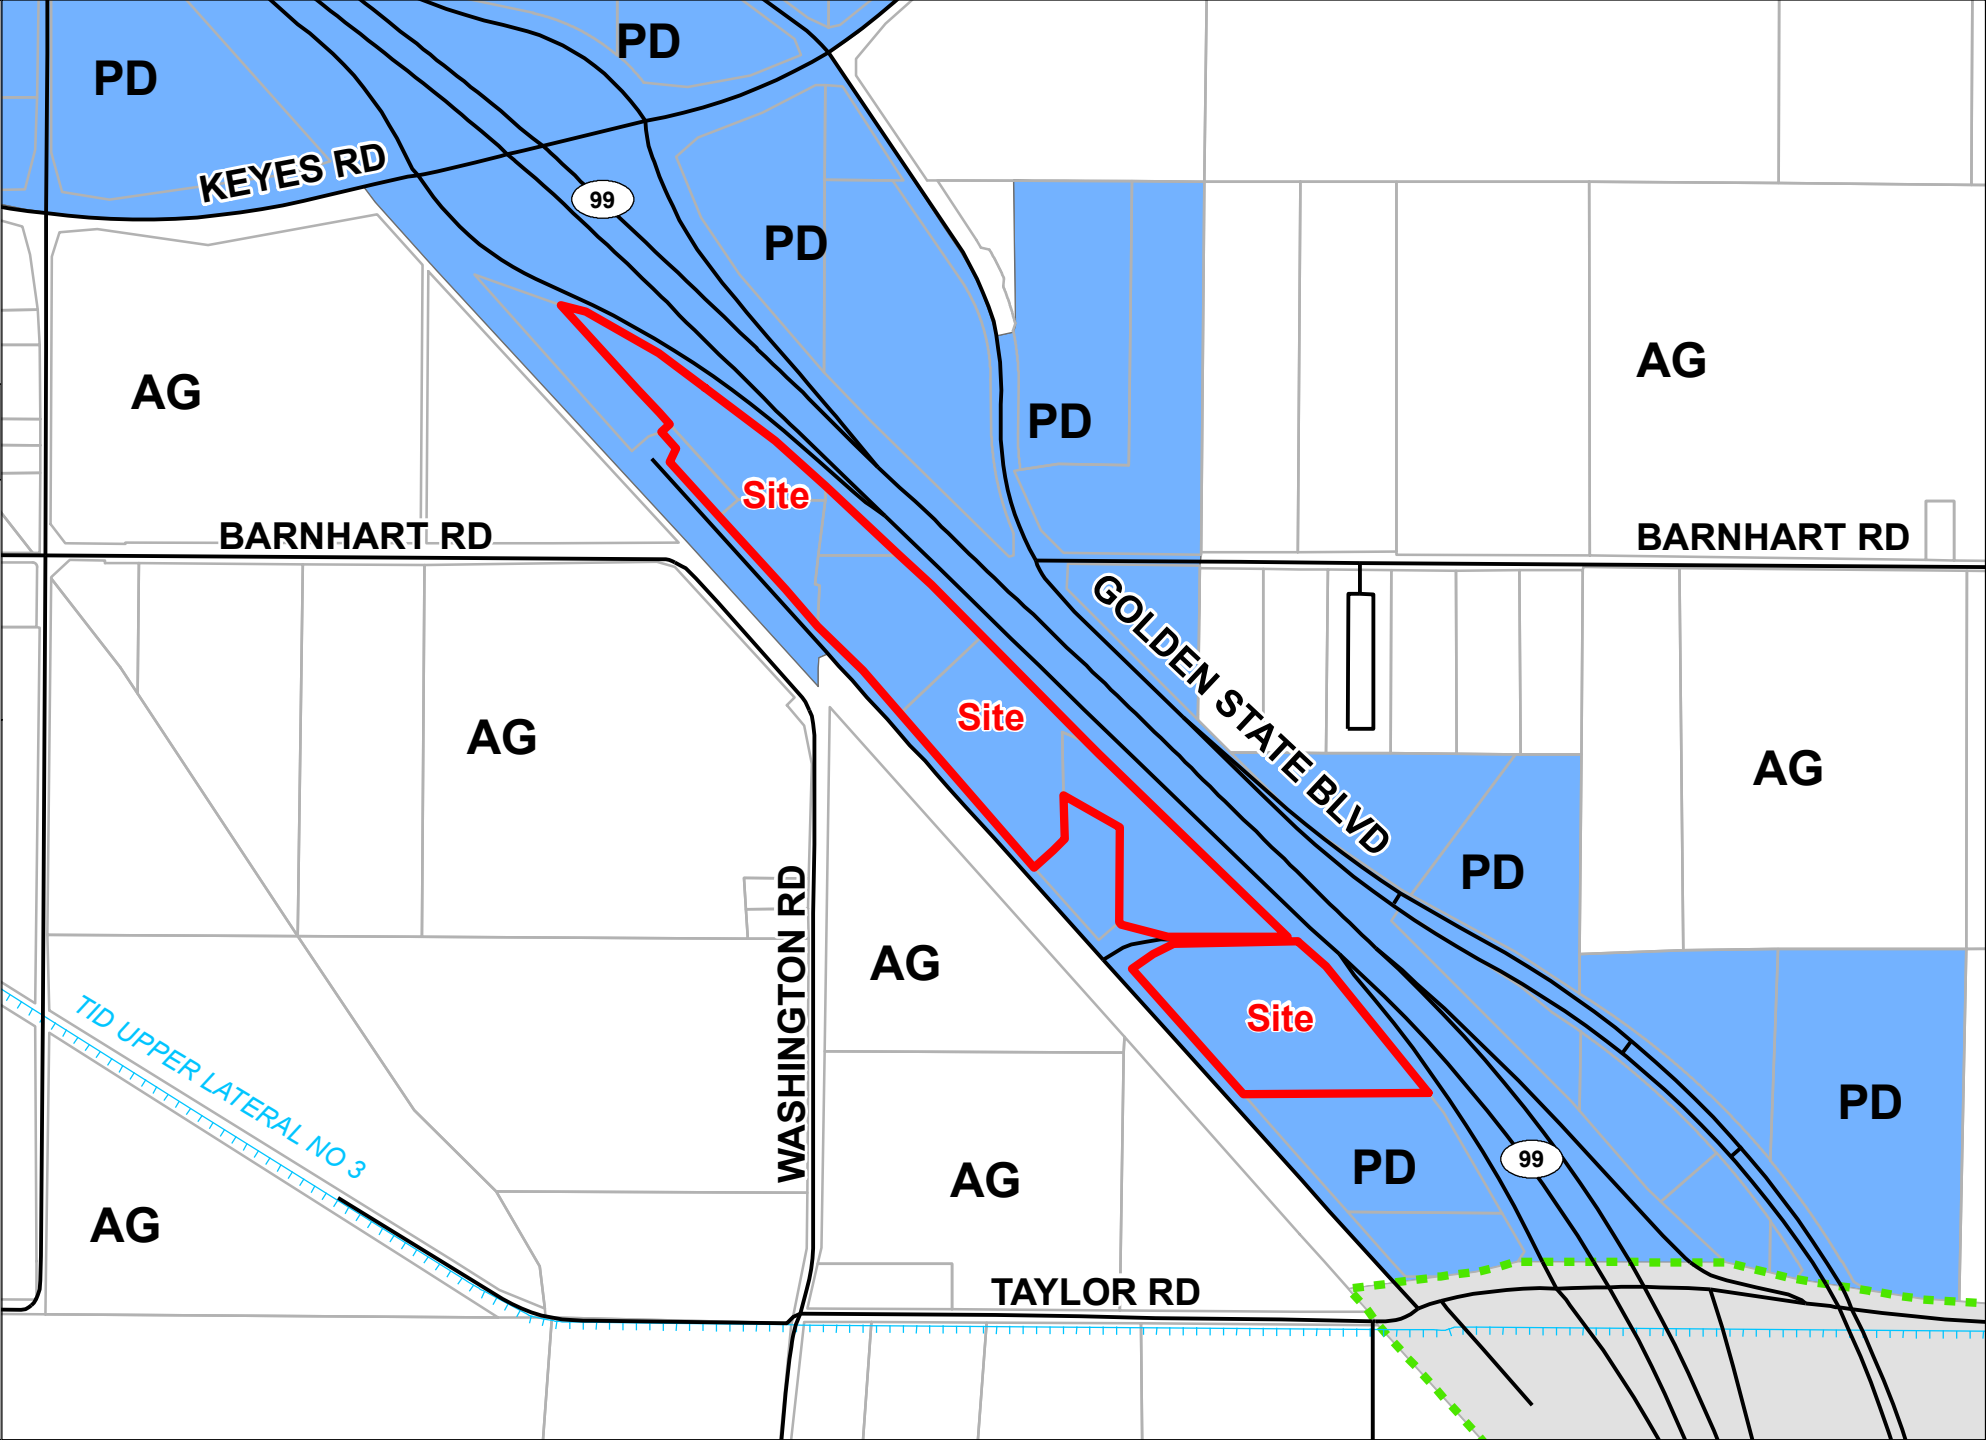 PD
PD
KEYES RD
99
PD
AG
AG
PD
Site
BARNHART RD
BARNHART RD
GOLDEN STATE BLVD
Site
AG
AG
PD
WASHINGTON RD
AG
Site
TID UPPER LATERAL NO 3
PD
99
PD
AG
AG
TAYLOR RD